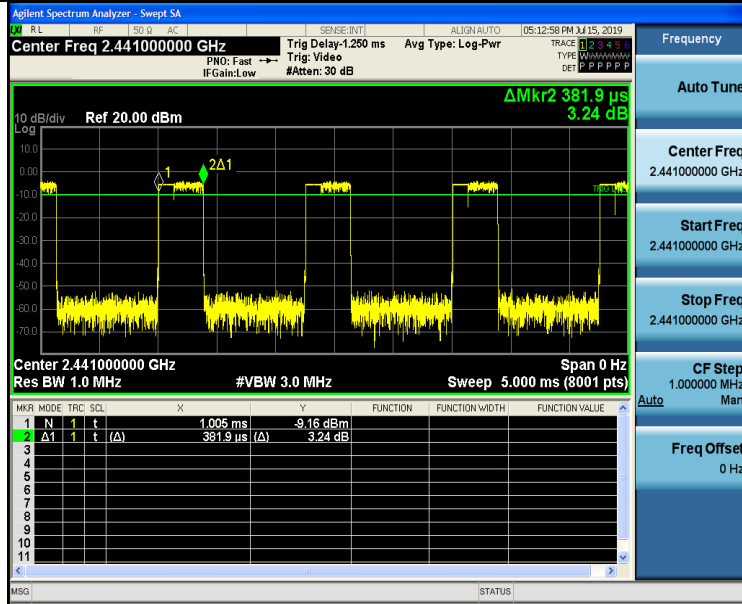 Agilent Spectrum Analyzer - Swept SA
LXI RL RF 50 Ω AC SENSE:INT ALIGN AUTO 05:12:58 PM Jul 15, 2019
Center Freq 2.441000000 GHz
PNO: Fast
IFGain:Low
Trig Delay-1.250 ms
Trig: Video
#Atten: 30 dB
Avg Type: Log-Pwr
TRACE 1 2 3 4 5 6
TYPE WWWWWW
DET P P P P P P
ΔMkr2 381.9 µs
3.24 dB
10 dB/div Ref 20.00 dBm
Log
10.0
0.00
-10.0
-20.0
-30.0
-40.0
-50.0
-60.0
-70.0
1
2Δ1
Center 2.441000000 GHz Span 0 Hz
Res BW 1.0 MHz #VBW 3.0 MHz Sweep 5.000 ms (8001 pts)
MKR MODE TRC SCL X Y FUNCTION FUNCTION WIDTH FUNCTION VALUE
1 N 1 t 1.005 ms -9.16 dBm
2 Δ1 1 t (Δ) 381.9 µs (Δ) 3.24 dB
3
4
5
6
7
8
9
10
11
MSG STATUS
Frequency
Auto Tune
Center Freq
2.441000000 GHz
Start Freq
2.441000000 GHz
Stop Freq
2.441000000 GHz
CF Step
1.000000 MHz
Auto Man
Freq Offset
0 Hz